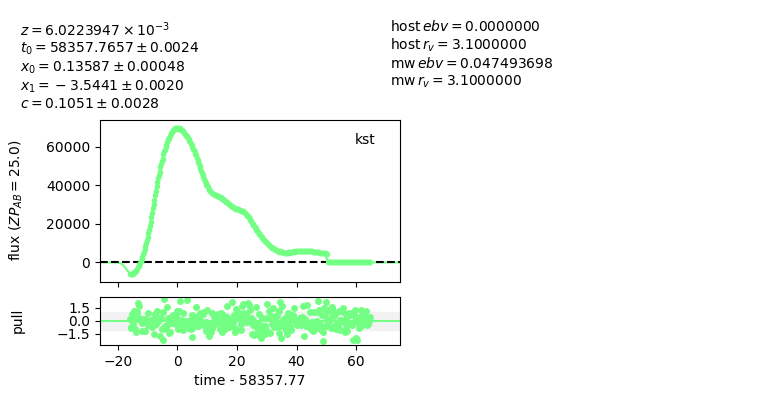 z = 6.0223947 × 10⁻³
t₀ = 58357.7657 ± 0.0024
x₀ = 0.13587 ± 0.00048
x₁ = −3.5441 ± 0.0020
c = 0.1051 ± 0.0028
host ebv = 0.0000000
host r_v = 3.1000000
mw ebv = 0.047493698
mw r_v = 3.1000000
kst
flux (ZP_AB = 25.0)
60000
40000
20000
0
pull
1.5
0.0
−1.5
−20 0 20 40 60
time - 58357.77